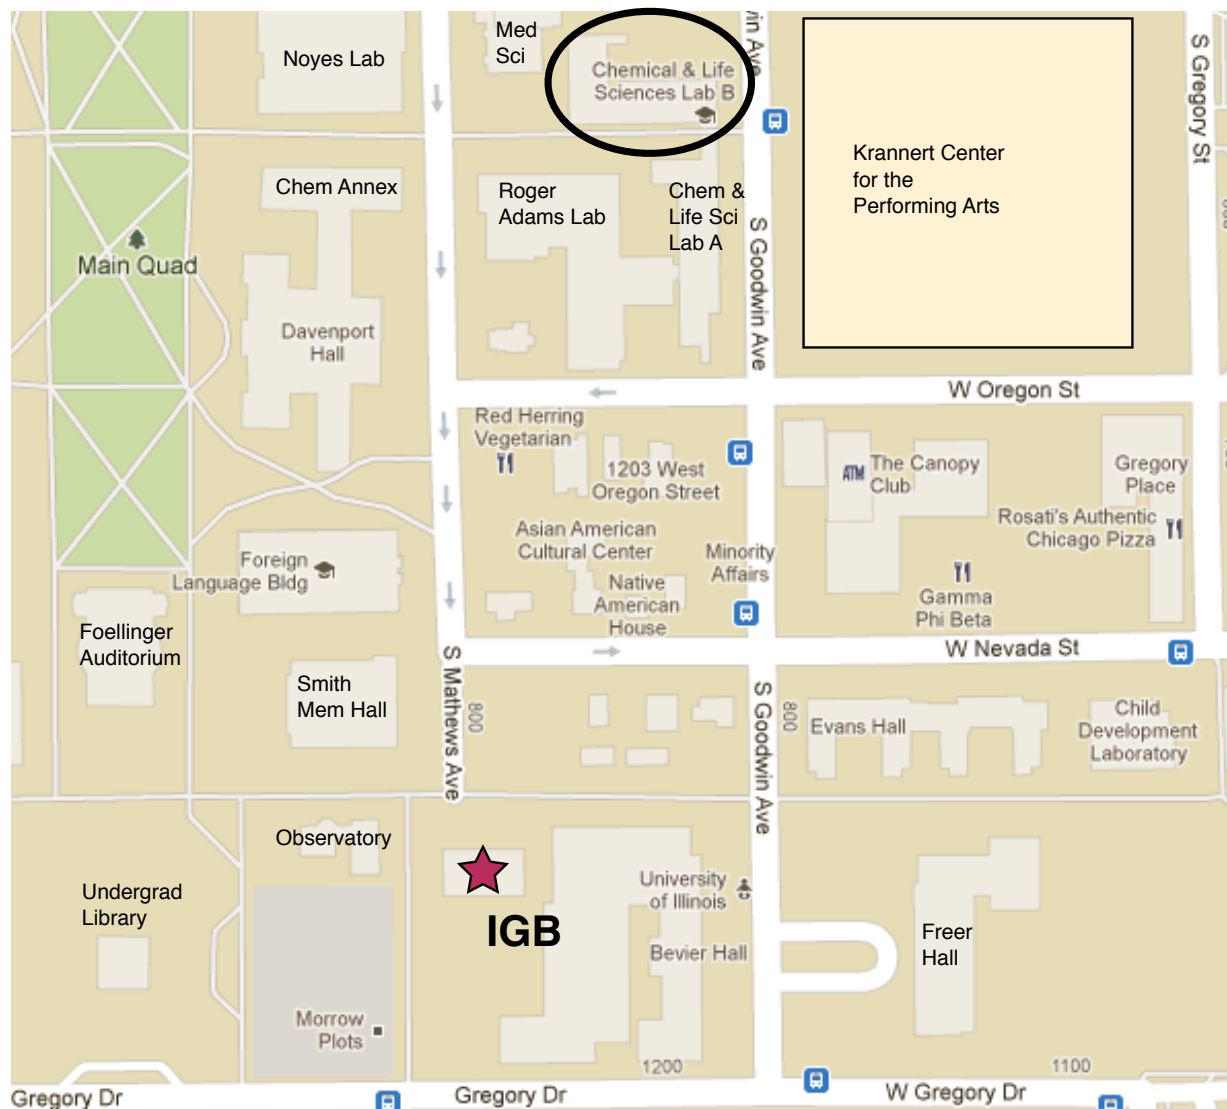 Noyes Lab
Med
Sci
Chemical & Life
Sciences Lab B
win Ave
S Gregory St
Krannert Center
for the
Performing Arts
Chem Annex
Roger
Adams Lab
Chem &
Life Sci
Lab A
S Goodwin Ave
Main Quad
Davenport
Hall
W Oregon St
Red Herring
Vegetarian
1203 West
Oregon Street
ATM
The Canopy
Club
Gregory
Place
Rosati's Authentic
Chicago Pizza
Asian American
Cultural Center
Minority
Affairs
Foreign
Language Bldg
Native
American
House
Gamma
Phi Beta
Foellinger
Auditorium
W Nevada St
Smith
Mem Hall
S Mathews Ave
800
S Goodwin Ave
800
Evans Hall
Child
Development
Laboratory
Observatory
Undergrad
Library
IGB
University
of Illinois
Bevier Hall
Freer
Hall
Morrow
Plots
1200
1100
Gregory Dr
Gregory Dr
W Gregory Dr